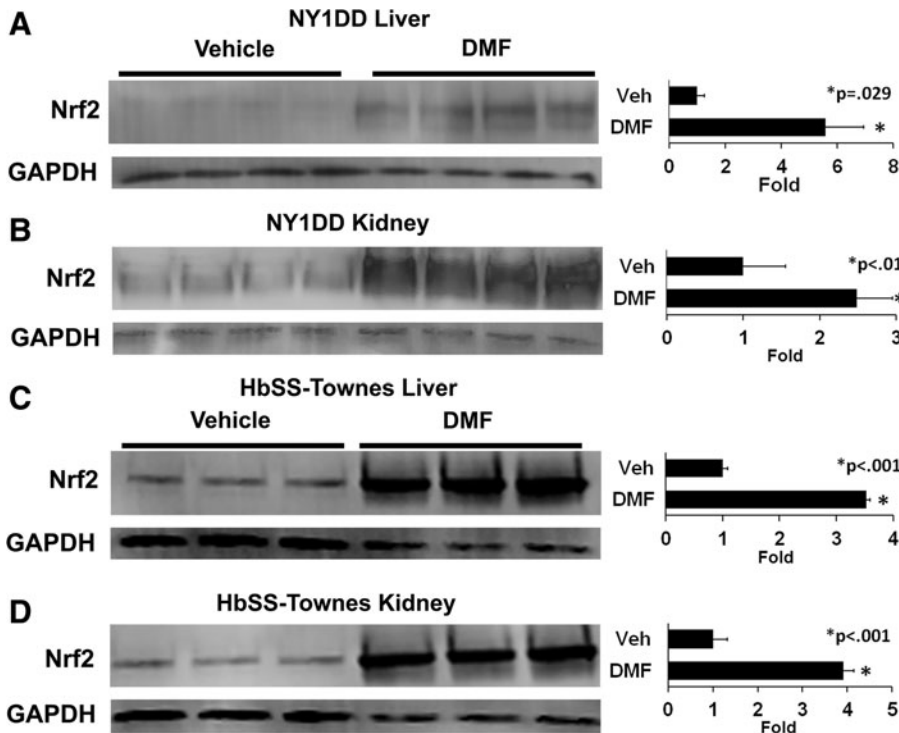 A
NY1DD Liver
Vehicle DMF
Nrf2
GAPDH
Veh
DMF
*p=.029
*
0 2 4 6 8
Fold
B
NY1DD Kidney
Nrf2
GAPDH
Veh
DMF
*p<.01
*
0 1 2 3
Fold
C
HbSS-Townes Liver
Vehicle DMF
Nrf2
GAPDH
Veh
DMF
*p<.001
*
0 1 2 3 4
Fold
D
HbSS-Townes Kidney
Nrf2
GAPDH
Veh
DMF
*p<.001
*
0 1 2 3 4 5
Fold